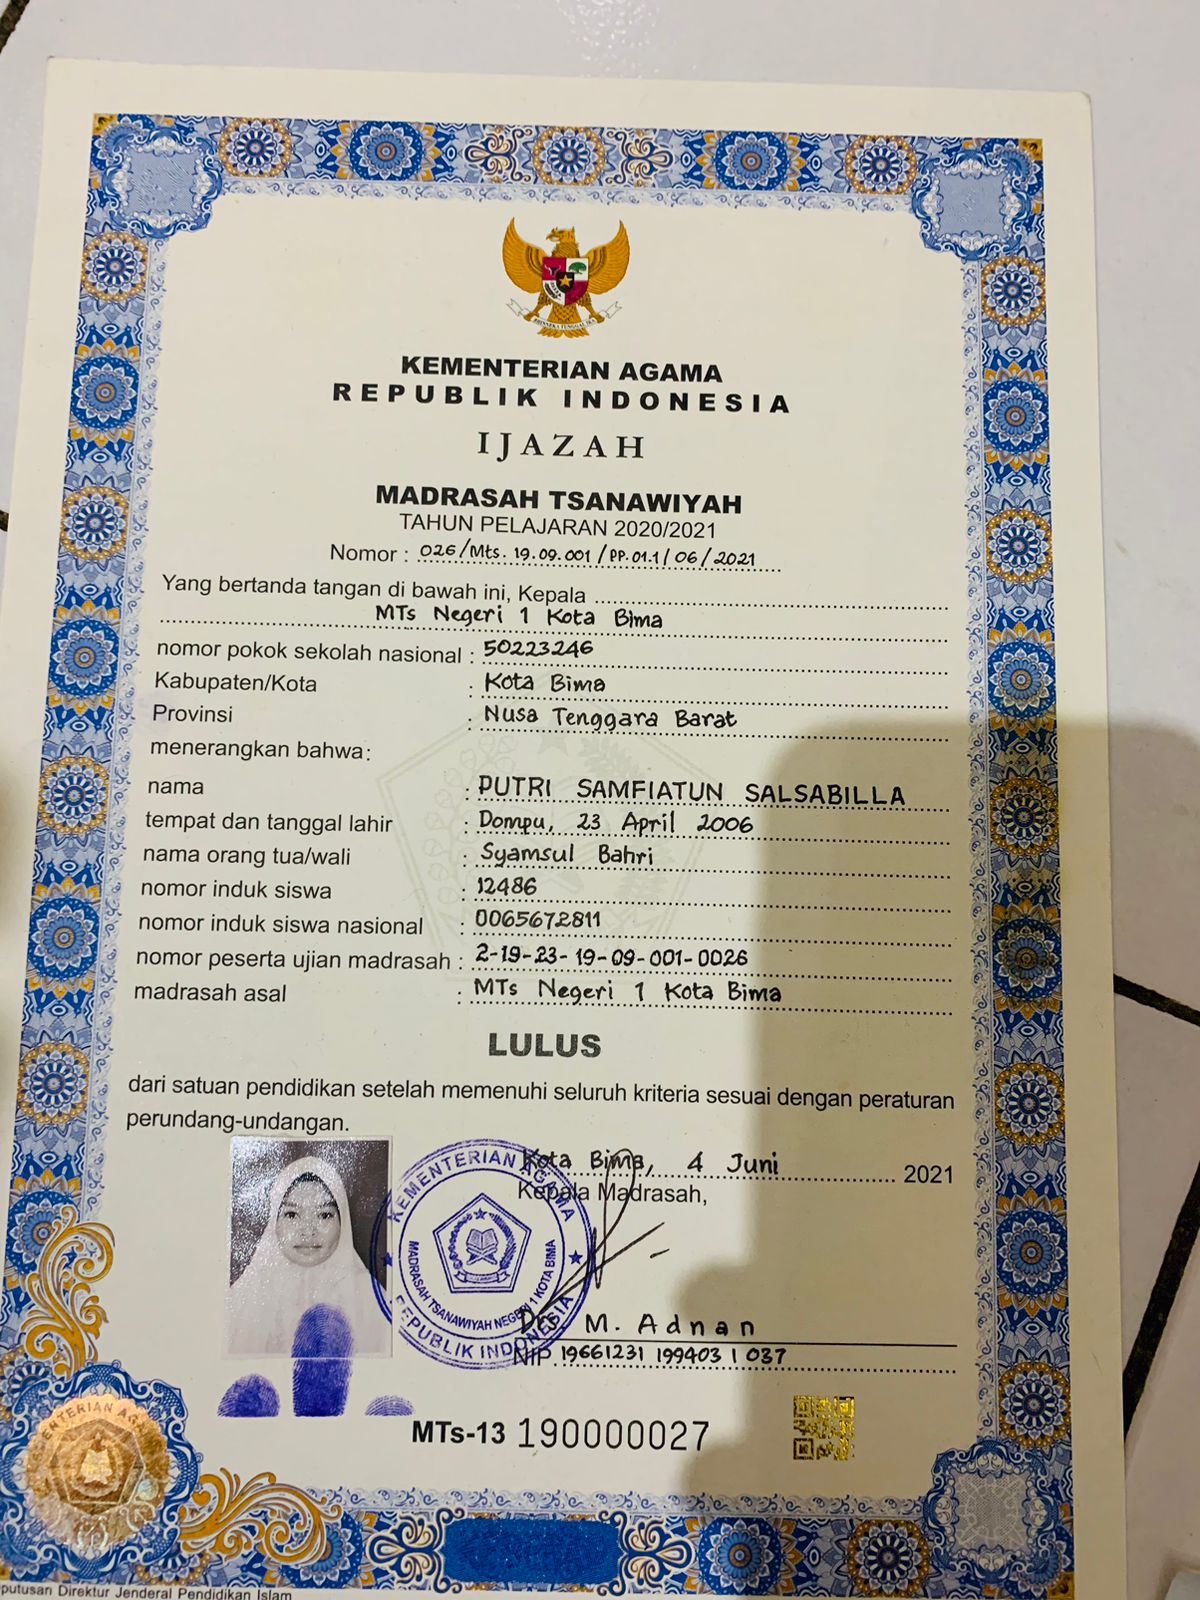 KEMENTERIAN AGAMA
REPUBLIK INDONESIA
IJAZAH
MADRASAH TSANAWIYAH
TAHUN PELAJARAN 2020/2021
Nomor : 026/Mts. 19.09.001/PP.01.1/06/2021
Yang bertanda tangan di bawah ini, Kepala
MTs Negeri 1 Kota Bima
nomor pokok sekolah nasional : 50223246
Kabupaten/Kota : Kota Bima
Provinsi : Nusa Tenggara Barat
menerangkan bahwa:
nama : PUTRI SAMFIATUN SALSABILLA
tempat dan tanggal lahir : Dompu, 23 April 2006
nama orang tua/wali : Syamsul Bahri
nomor induk siswa : 12486
nomor induk siswa nasional : 0065672811
nomor peserta ujian madrasah : 2-19-23-19-09-001-0026
madrasah asal : MTs Negeri 1 Kota Bima
LULUS
dari satuan pendidikan setelah memenuhi seluruh kriteria sesuai dengan peraturan
perundang-undangan.
Kota Bima, 4 Juni 2021
Kepala Madrasah,
KEMENTERIAN AGAMA
MADRASAH TSANAWIYAH NEGERI 1 KOTA BIMA
REPUBLIK INDONESIA
Drs. M. Adnan
NIP. 19661231 199403 1 037
MTs-13 190000027
Direktur Jenderal Pendidikan Islam